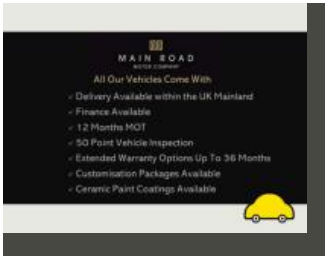 MAIN ROAD
MOTOR COMPANY
All Our Vehicles Come With
Delivery Available within the UK Mainland
Finance Available
12 Months MOT
50 Point Vehicle Inspection
Extended Warranty Options Up To 36 Months
Customisation Packages Available
Ceramic Paint Coatings Available